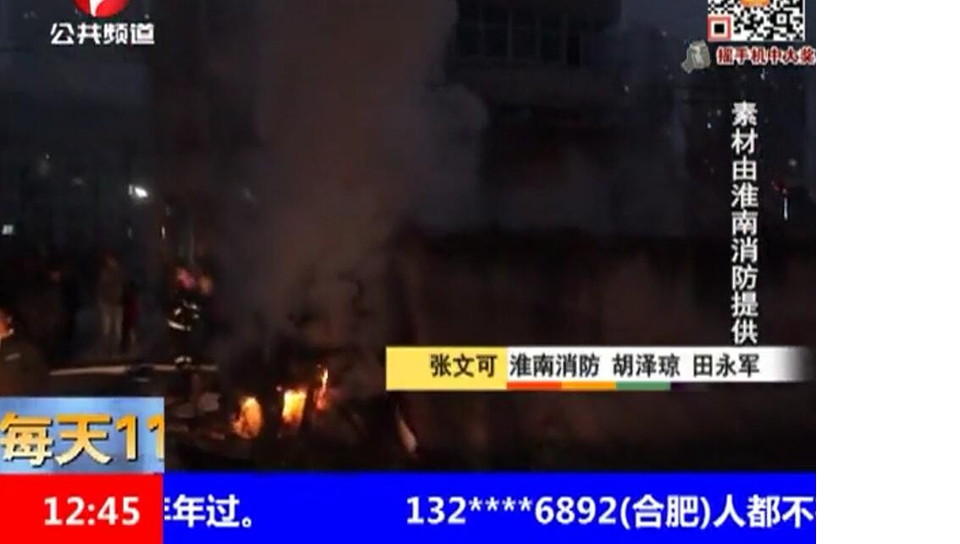 公共频道
摇手机中大奖
素材由淮南消防提供
张文可 淮南消防 胡泽琼 田永军
每天11
12:45
年过。 132****6892(合肥)人都不